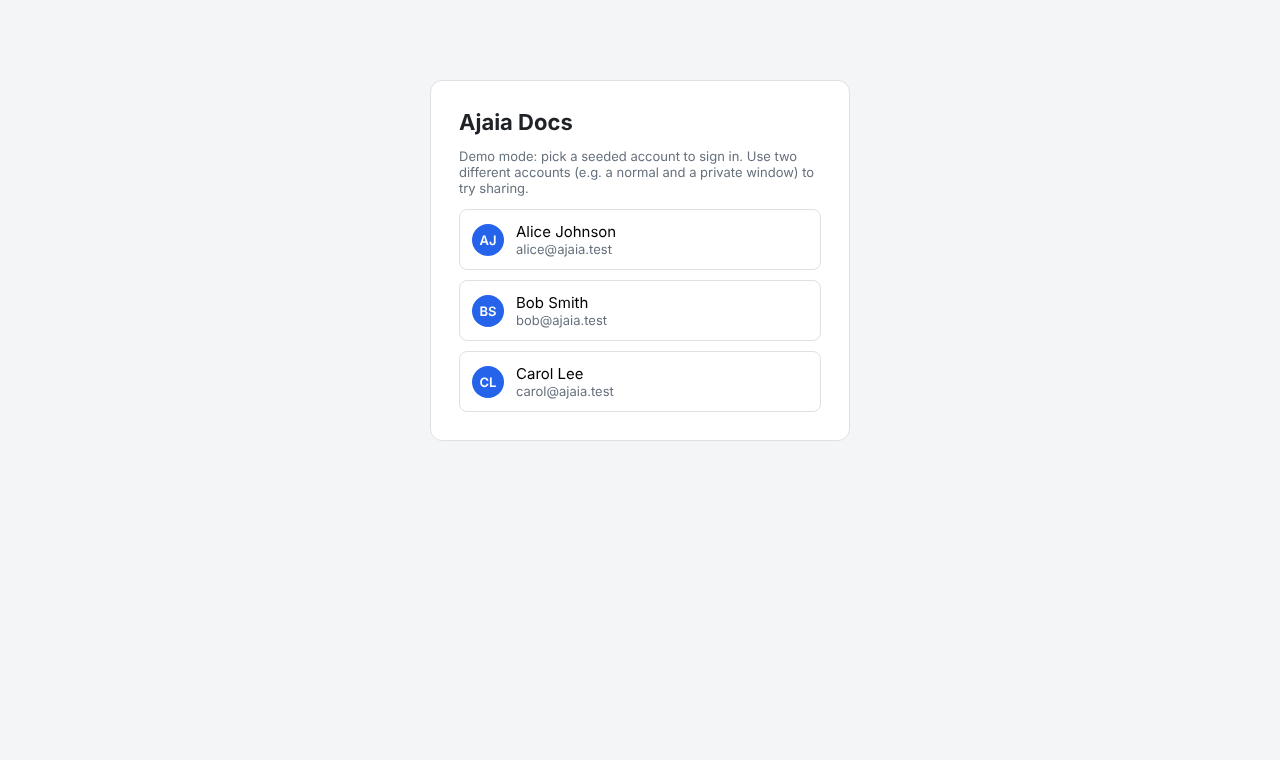 Ajaia Docs
Demo mode: pick a seeded account to sign in. Use two
different accounts (e.g. a normal and a private window) to
try sharing.
AJ
Alice Johnson
alice@ajaia.test
BS
Bob Smith
bob@ajaia.test
CL
Carol Lee
carol@ajaia.test